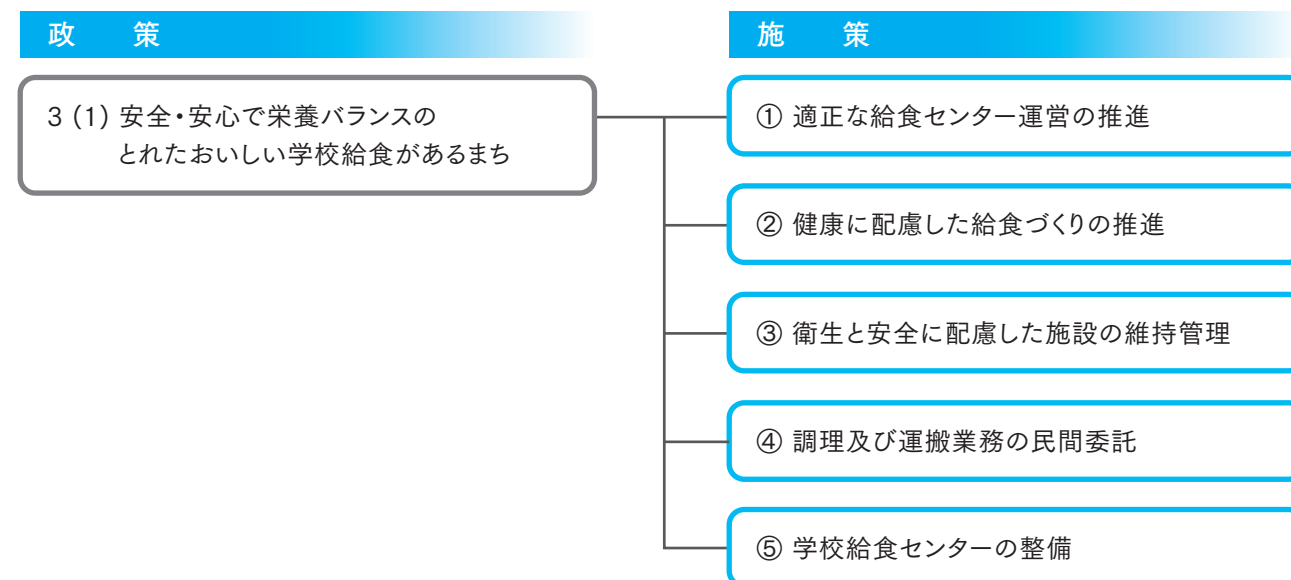 政　策
3 (1) 安全・安心で栄養バランスの
とれたおいしい学校給食があるまち
施　策
① 適正な給食センター運営の推進
② 健康に配慮した給食づくりの推進
③ 衛生と安全に配慮した施設の維持管理
④ 調理及び運搬業務の民間委託
⑤ 学校給食センターの整備